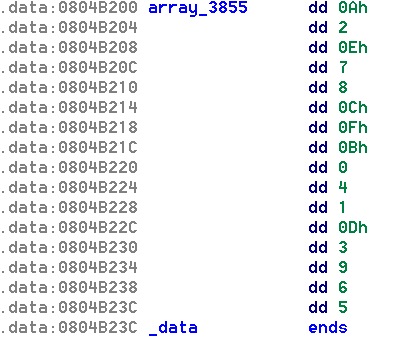 .data:0804B200 array_3855 dd 0Ah
.data:0804B204 dd 2
.data:0804B208 dd 0Eh
.data:0804B20C dd 7
.data:0804B210 dd 8
.data:0804B214 dd 0Ch
.data:0804B218 dd 0Fh
.data:0804B21C dd 0Bh
.data:0804B220 dd 0
.data:0804B224 dd 4
.data:0804B228 dd 1
.data:0804B22C dd 0Dh
.data:0804B230 dd 3
.data:0804B234 dd 9
.data:0804B238 dd 6
.data:0804B23C dd 5
.data:0804B23C _data ends